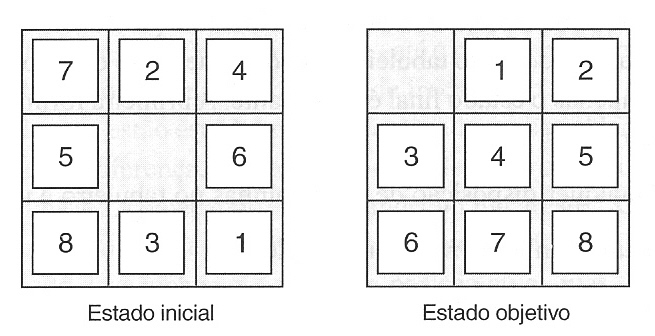 7 2 4 1 2
5 6 3 4 5
8 3 1 6 7 8
Estado inicial Estado objetivo